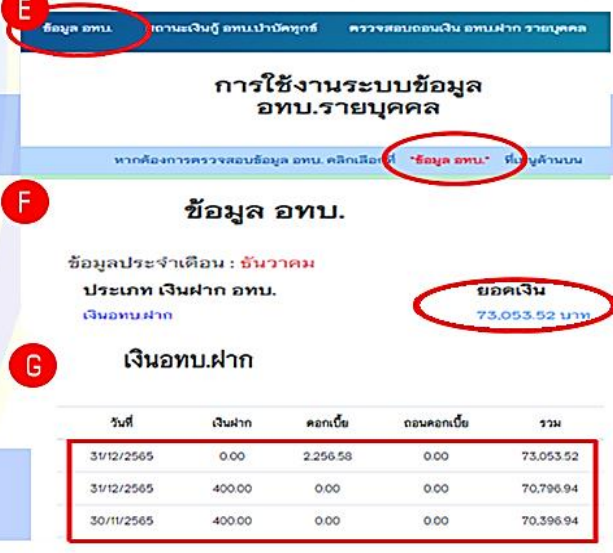 E
ข้อมูล อทบ. สถานะเงินกู้ อทบ.บำบัดทุกข์ ตรวจสอบถอนเงิน อทบ.ฝาก รายบุคคล
การใช้งานระบบข้อมูล
อทบ.รายบุคคล
หากต้องการตรวจสอบข้อมูล อทบ. คลิกเลือกที่ "ข้อมูล อทบ." ที่เมนูด้านบน
F
ข้อมูล อทบ.
ข้อมูลประจำเดือน : ธันวาคม
ประเภท เงินฝาก อทบ. ยอดเงิน
เงินอทบ.ฝาก 73,053.52 บาท
G
เงินอทบ.ฝาก
วันที่ เงินฝาก ดอกเบี้ย ถอนดอกเบี้ย รวม
31/12/2565 0.00 2,256.58 0.00 73,053.52
31/12/2565 400.00 0.00 0.00 70,796.94
30/11/2565 400.00 0.00 0.00 70,396.94